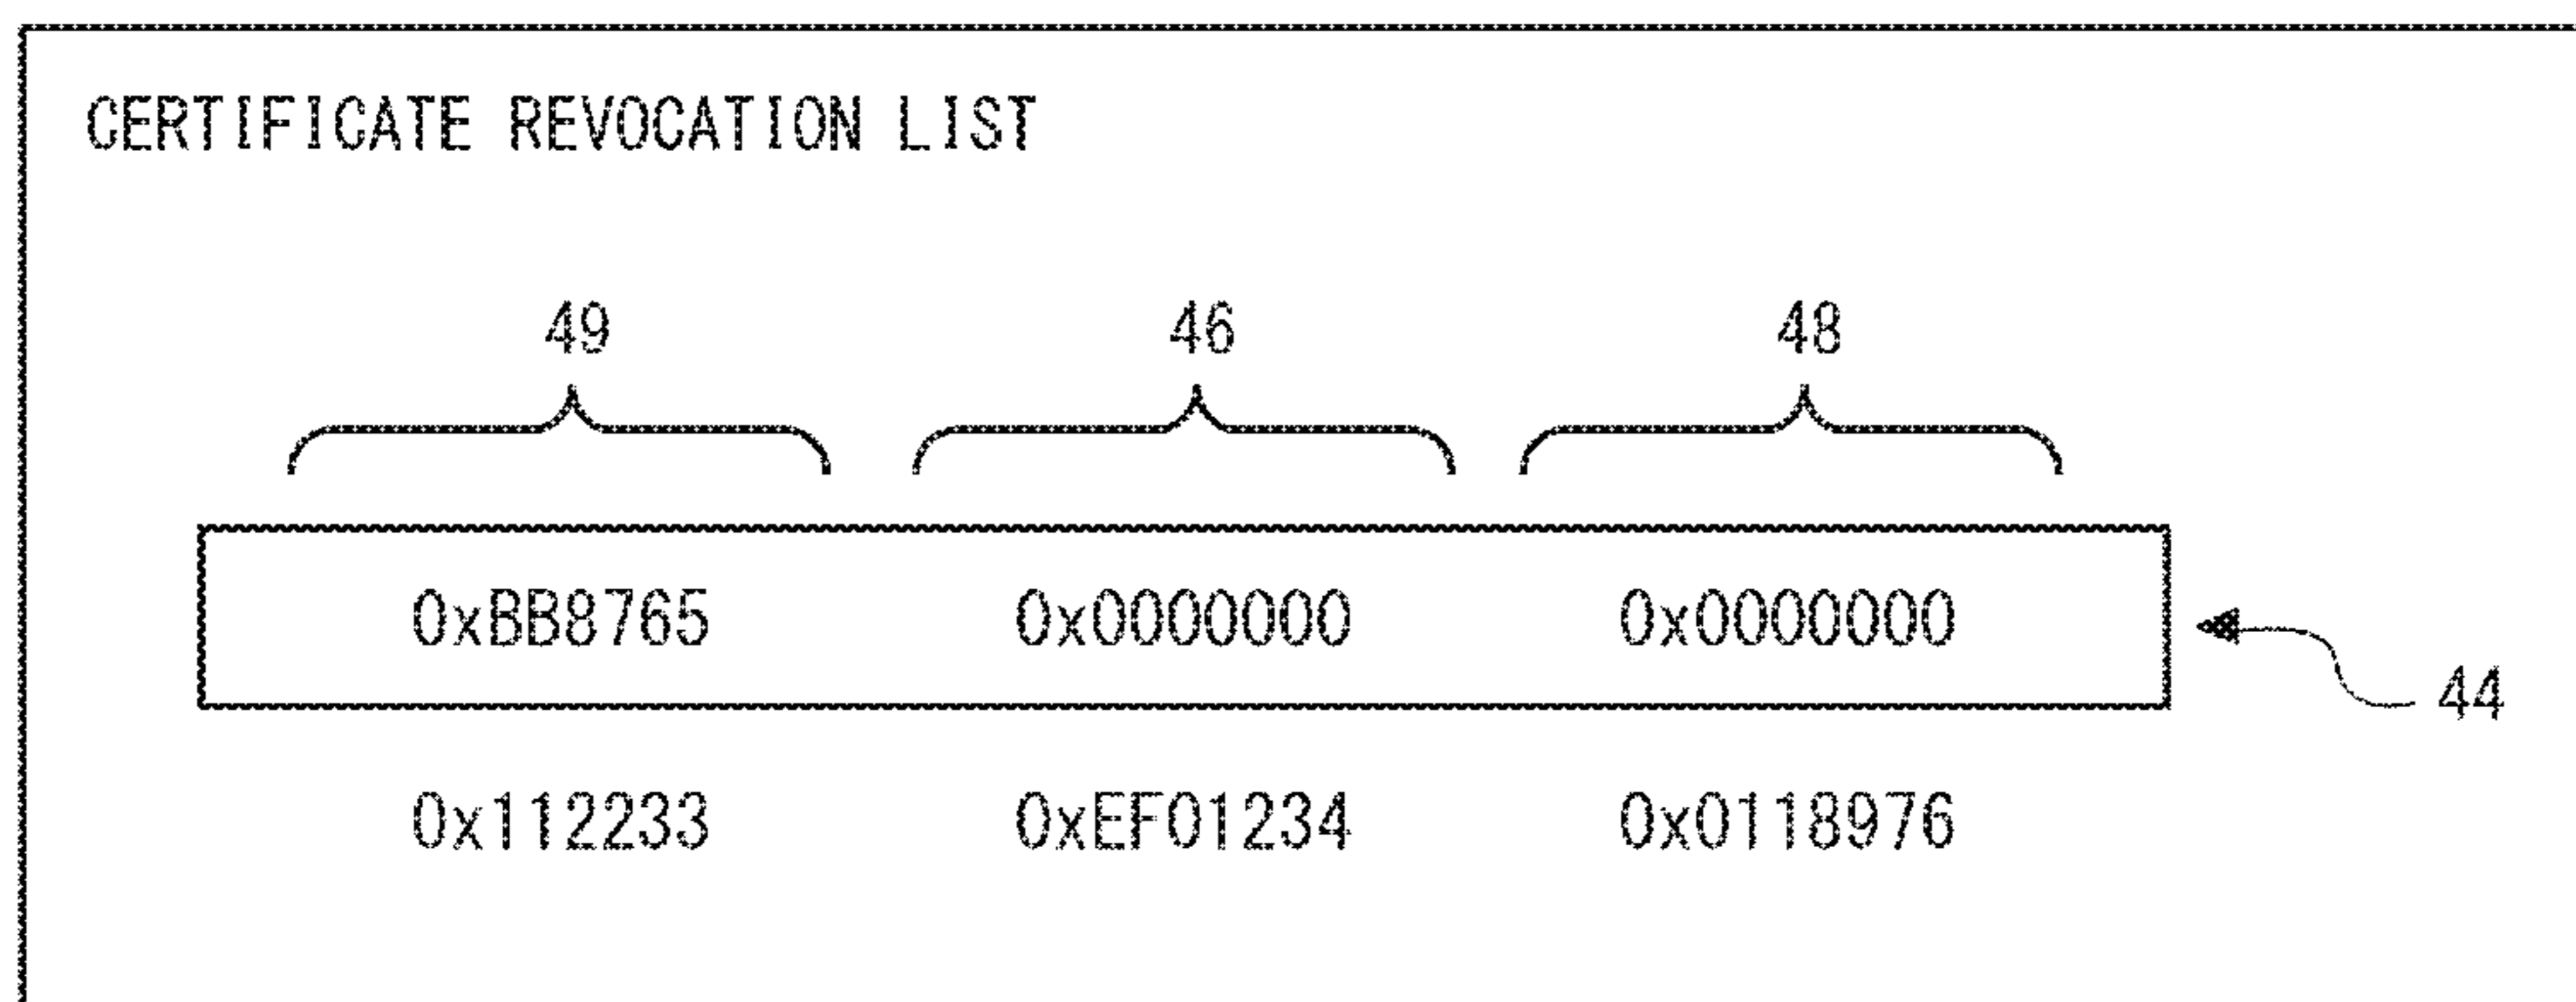 CERTIFICATE REVOCATION LIST
49 46 48
0xBB8765 0x0000000 0x0000000
44
0x112233 0xEF01234 0x0118976